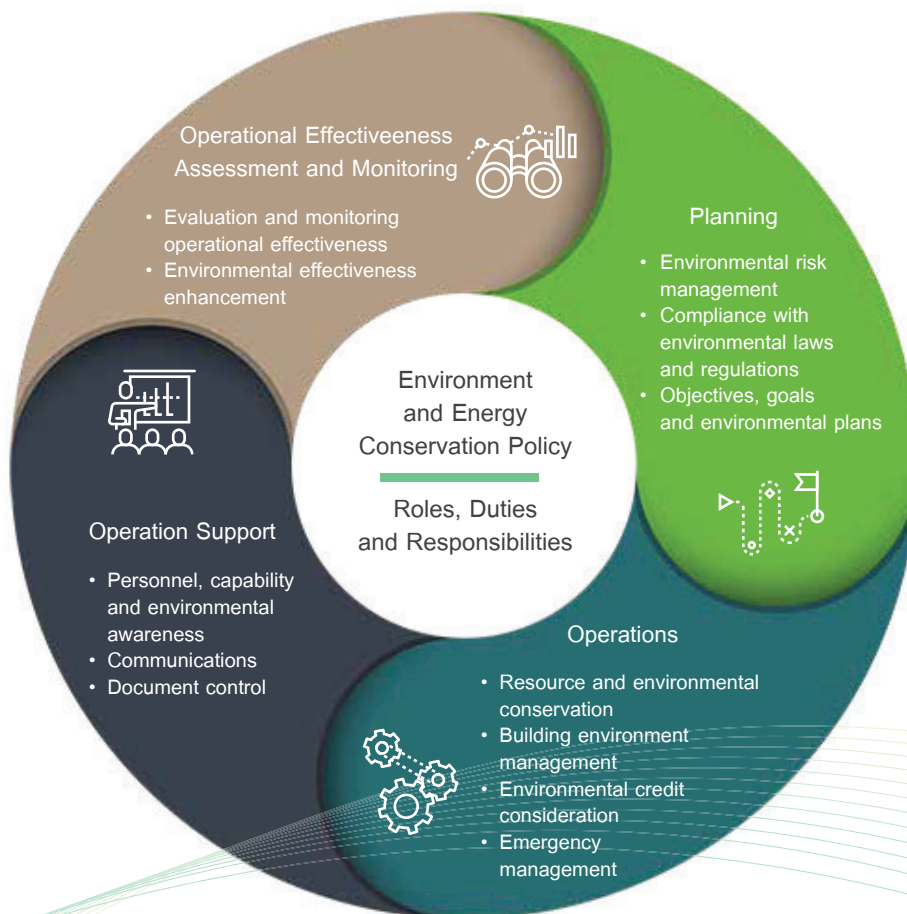 Operational Effectiveeness
Assessment and Monitoring
• Evaluation and monitoring
operational effectiveness
• Environmental effectiveness
enhancement
Planning
• Environmental risk
management
• Compliance with
environmental laws
and regulations
• Objectives, goals
and environmental plans
Environment
and Energy
Conservation Policy
Roles, Duties
and Responsibilities
Operation Support
• Personnel, capability
and environmental
awareness
• Communications
• Document control
Operations
• Resource and environmental
conservation
• Building environment
management
• Environmental credit
consideration
• Emergency
management